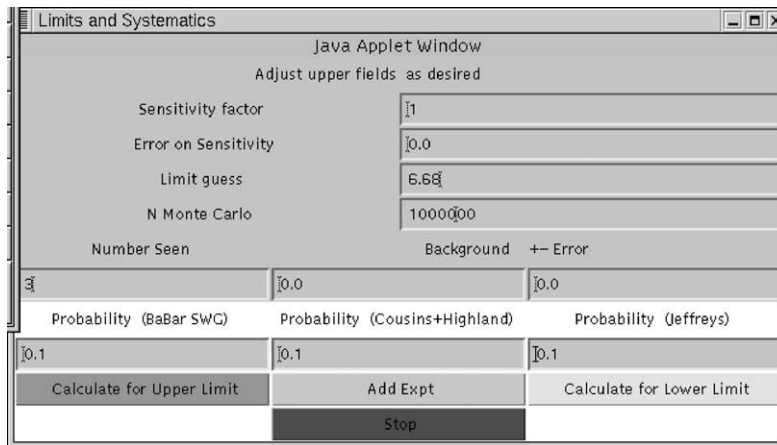 Limits and Systematics
Java Applet Window
Adjust upper fields as desired
Sensitivity factor 1
Error on Sensitivity 0.0
Limit guess 6.68
N Monte Carlo 1000000
Number Seen Background +- Error
3 0.0 0.0
Probability (BaBar SWG) Probability (Cousins+Highland) Probability (Jeffreys)
0.1 0.1 0.1
Calculate for Upper Limit Add Expt Calculate for Lower Limit
Stop